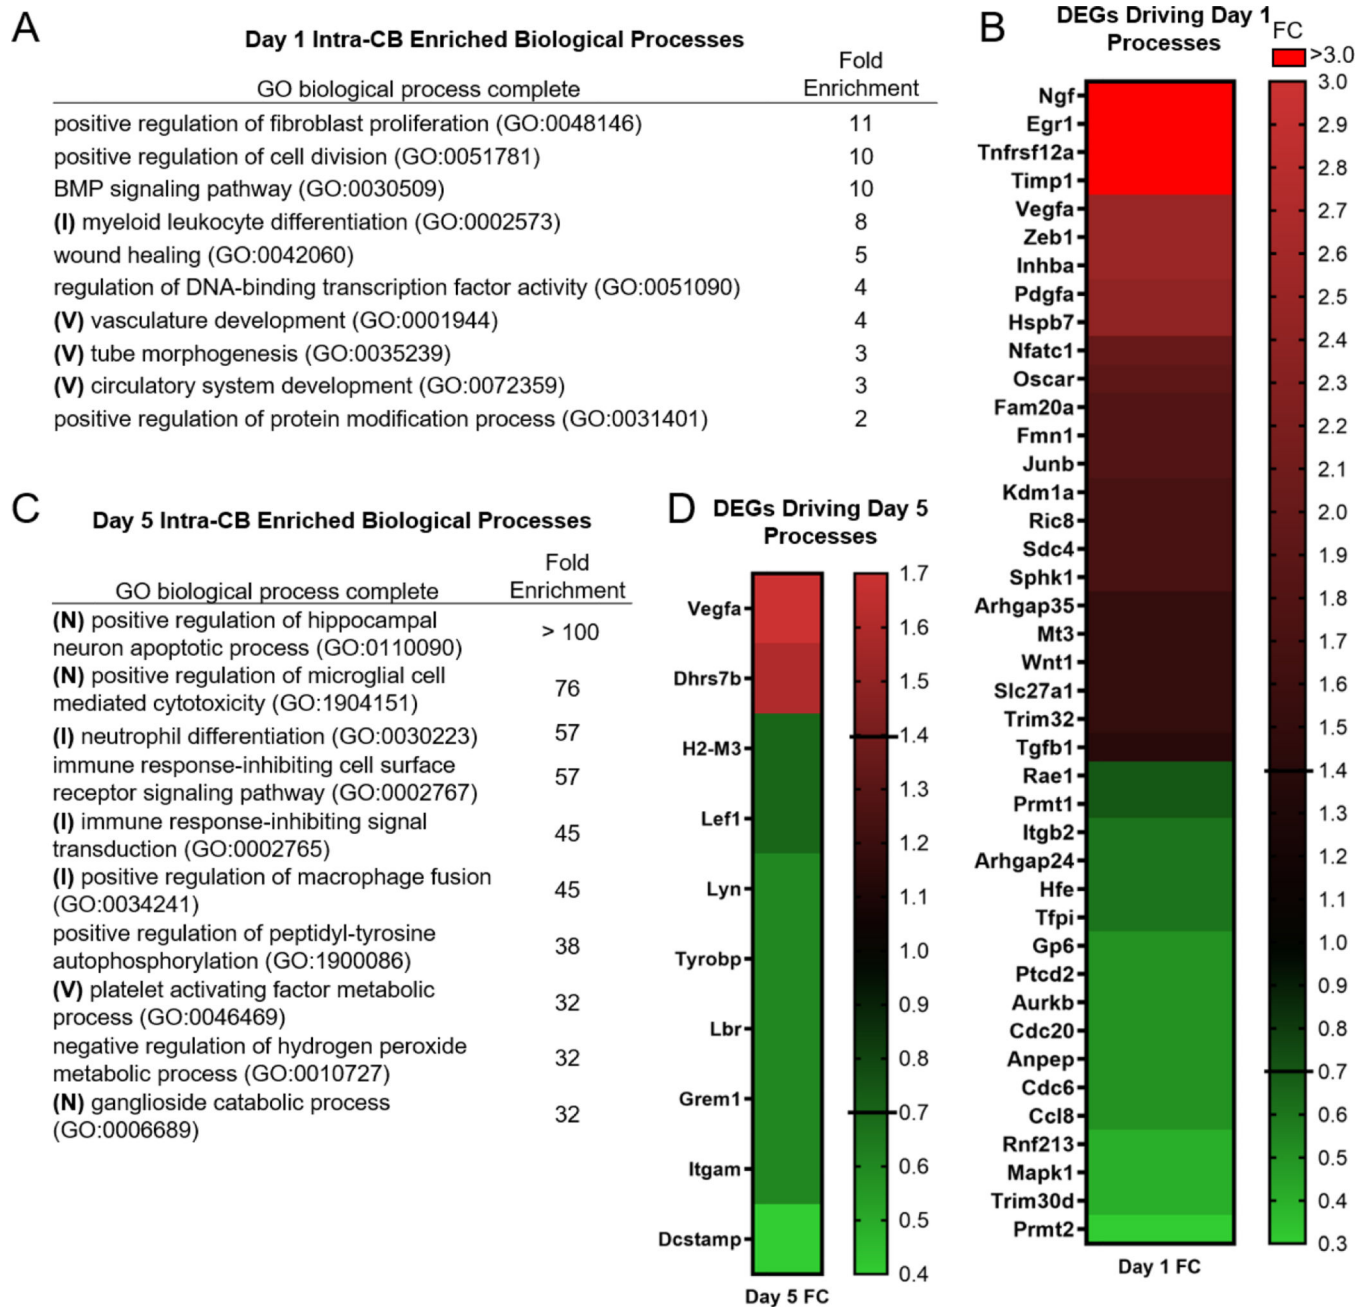 A
Day 1 Intra-CB Enriched Biological Processes
GO biological process complete
Fold
Enrichment
positive regulation of fibroblast proliferation (GO:0048146) 11
positive regulation of cell division (GO:0051781) 10
BMP signaling pathway (GO:0030509) 10
(I) myeloid leukocyte differentiation (GO:0002573) 8
wound healing (GO:0042060) 5
regulation of DNA-binding transcription factor activity (GO:0051090) 4
(V) vasculature development (GO:0001944) 4
(V) tube morphogenesis (GO:0035239) 3
(V) circulatory system development (GO:0072359) 3
positive regulation of protein modification process (GO:0031401) 2
B
DEGs Driving Day 1
Processes
FC
>3.0
Ngf
Egr1
Tnfrsf12a
Timp1
Vegfa
Zeb1
Inhba
Pdgfa
Hspb7
Nfatc1
Oscar
Fam20a
Fmn1
Junb
Kdm1a
Ric8
Sdc4
Sphk1
Arhgap35
Mt3
Wnt1
Slc27a1
Trim32
Tgfb1
Rae1
Prmt1
Itgb2
Arhgap24
Hfe
Tfpi
Gp6
Ptcd2
Aurkb
Cdc20
Anpep
Cdc6
Ccl8
Rnf213
Mapk1
Trim30d
Prmt2
Day 1 FC
3.0
2.9
2.8
2.7
2.6
2.5
2.4
2.3
2.2
2.1
2.0
1.9
1.8
1.7
1.6
1.5
1.4
1.3
1.2
1.1
1.0
0.9
0.8
0.7
0.6
0.5
0.4
0.3
C
Day 5 Intra-CB Enriched Biological Processes
GO biological process complete
Fold
Enrichment
(N) positive regulation of hippocampal
neuron apoptotic process (GO:0110090)
> 100
(N) positive regulation of microglial cell
mediated cytotoxicity (GO:1904151)
76
(I) neutrophil differentiation (GO:0030223) 57
immune response-inhibiting cell surface
receptor signaling pathway (GO:0002767)
57
(I) immune response-inhibiting signal
transduction (GO:0002765)
45
(I) positive regulation of macrophage fusion
(GO:0034241)
45
positive regulation of peptidyl-tyrosine
autophosphorylation (GO:1900086)
38
(V) platelet activating factor metabolic
process (GO:0046469)
32
negative regulation of hydrogen peroxide
metabolic process (GO:0010727)
32
(N) ganglioside catabolic process
(GO:0006689)
32
D
DEGs Driving Day 5
Processes
Vegfa
Dhrs7b
H2-M3
Lef1
Lyn
Tyrobp
Lbr
Grem1
Itgam
Dcstamp
Day 5 FC
1.7
1.6
1.5
1.4
1.3
1.2
1.1
1.0
0.9
0.8
0.7
0.6
0.5
0.4